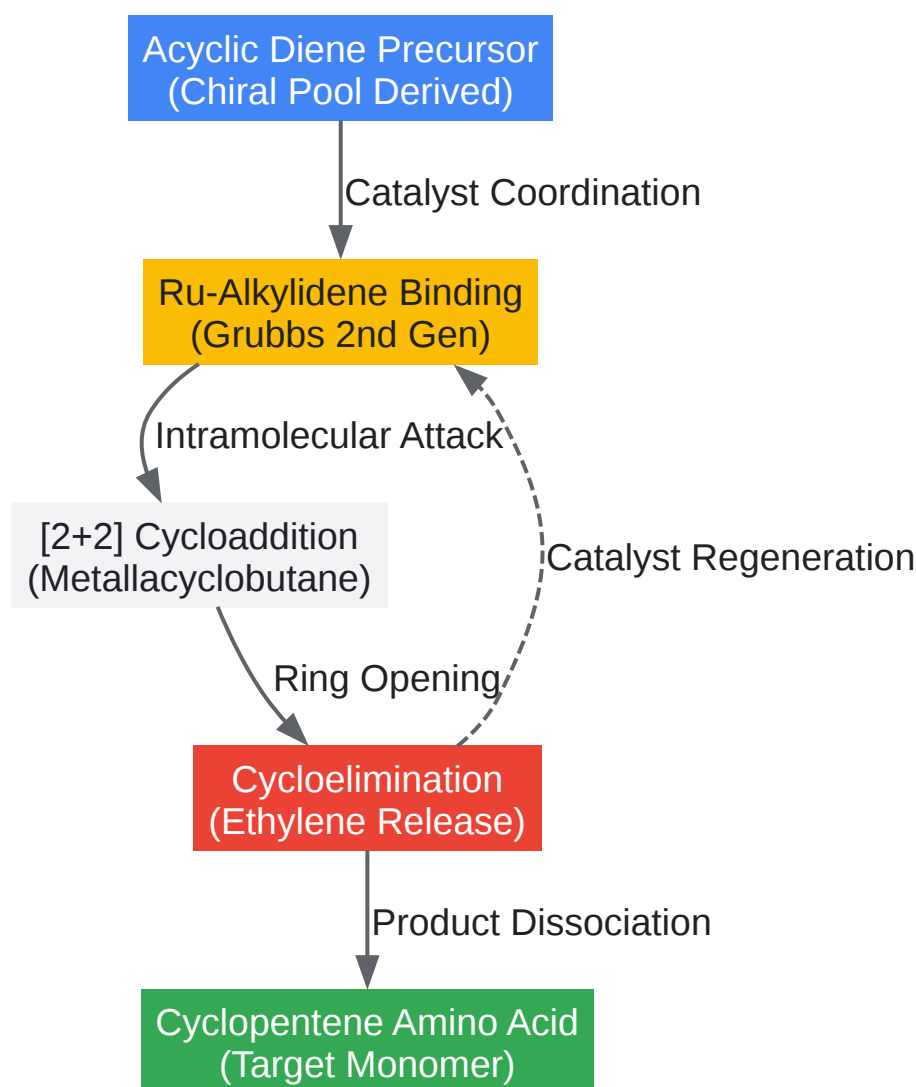 Acyclic Diene Precursor
(Chiral Pool Derived)
Catalyst Coordination
Ru-Alkylidene Binding
(Grubbs 2nd Gen)
Intramolecular Attack
[2+2] Cycloaddition
(Metallacyclobutane)
Catalyst Regeneration
Ring Opening
Cycloelimination
(Ethylene Release)
Product Dissociation
Cyclopentene Amino Acid
(Target Monomer)